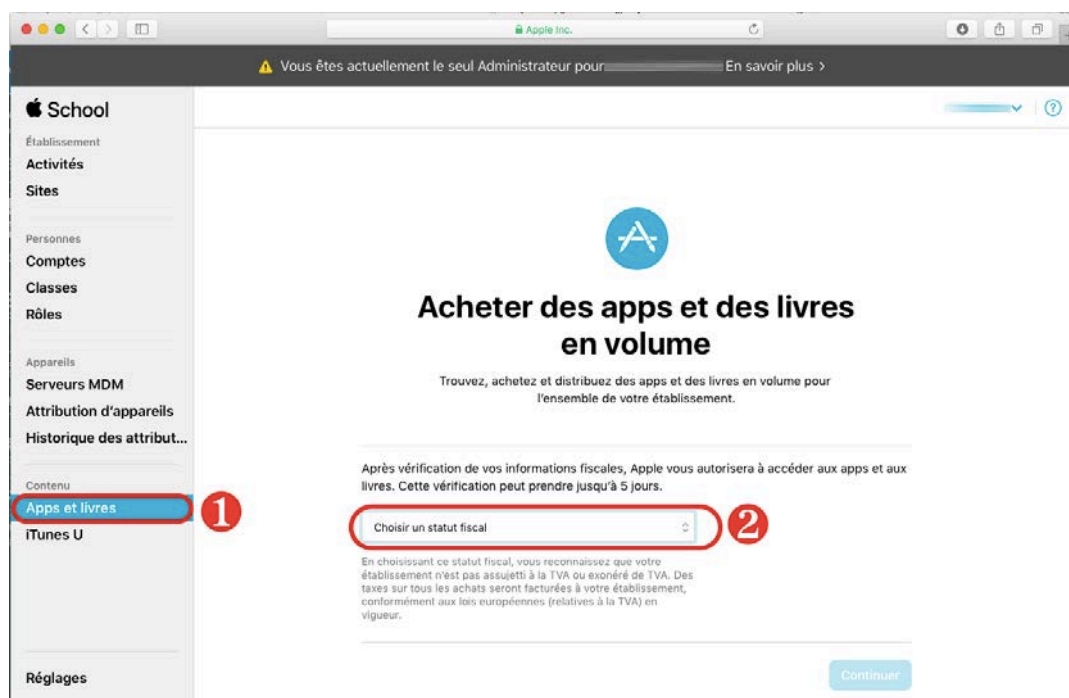 Apple Inc.
Vous êtes actuellement le seul Administrateur pour En savoir plus >
School
Établissement
Activités
Sites
Personnes
Comptes
Classes
Rôles
Appareils
Serveurs MDM
Attribution d'appareils
Historique des attribut...
Contenu
Apps et livres
1
iTunes U
Réglages
?
Acheter des apps et des livres
en volume
Trouvez, achetez et distribuez des apps et des livres en volume pour
l'ensemble de votre établissement.
Après vérification de vos informations fiscales, Apple vous autorisera à accéder aux apps et aux
livres. Cette vérification peut prendre jusqu'à 5 jours.
Choisir un statut fiscal
2
En choisissant ce statut fiscal, vous reconnaissez que votre
établissement n'est pas assujetti à la TVA ou exonéré de TVA. Des
taxes sur tous les achats seront facturées à votre établissement,
conformément aux lois européennes (relatives à la TVA) en
vigueur.
Continuer